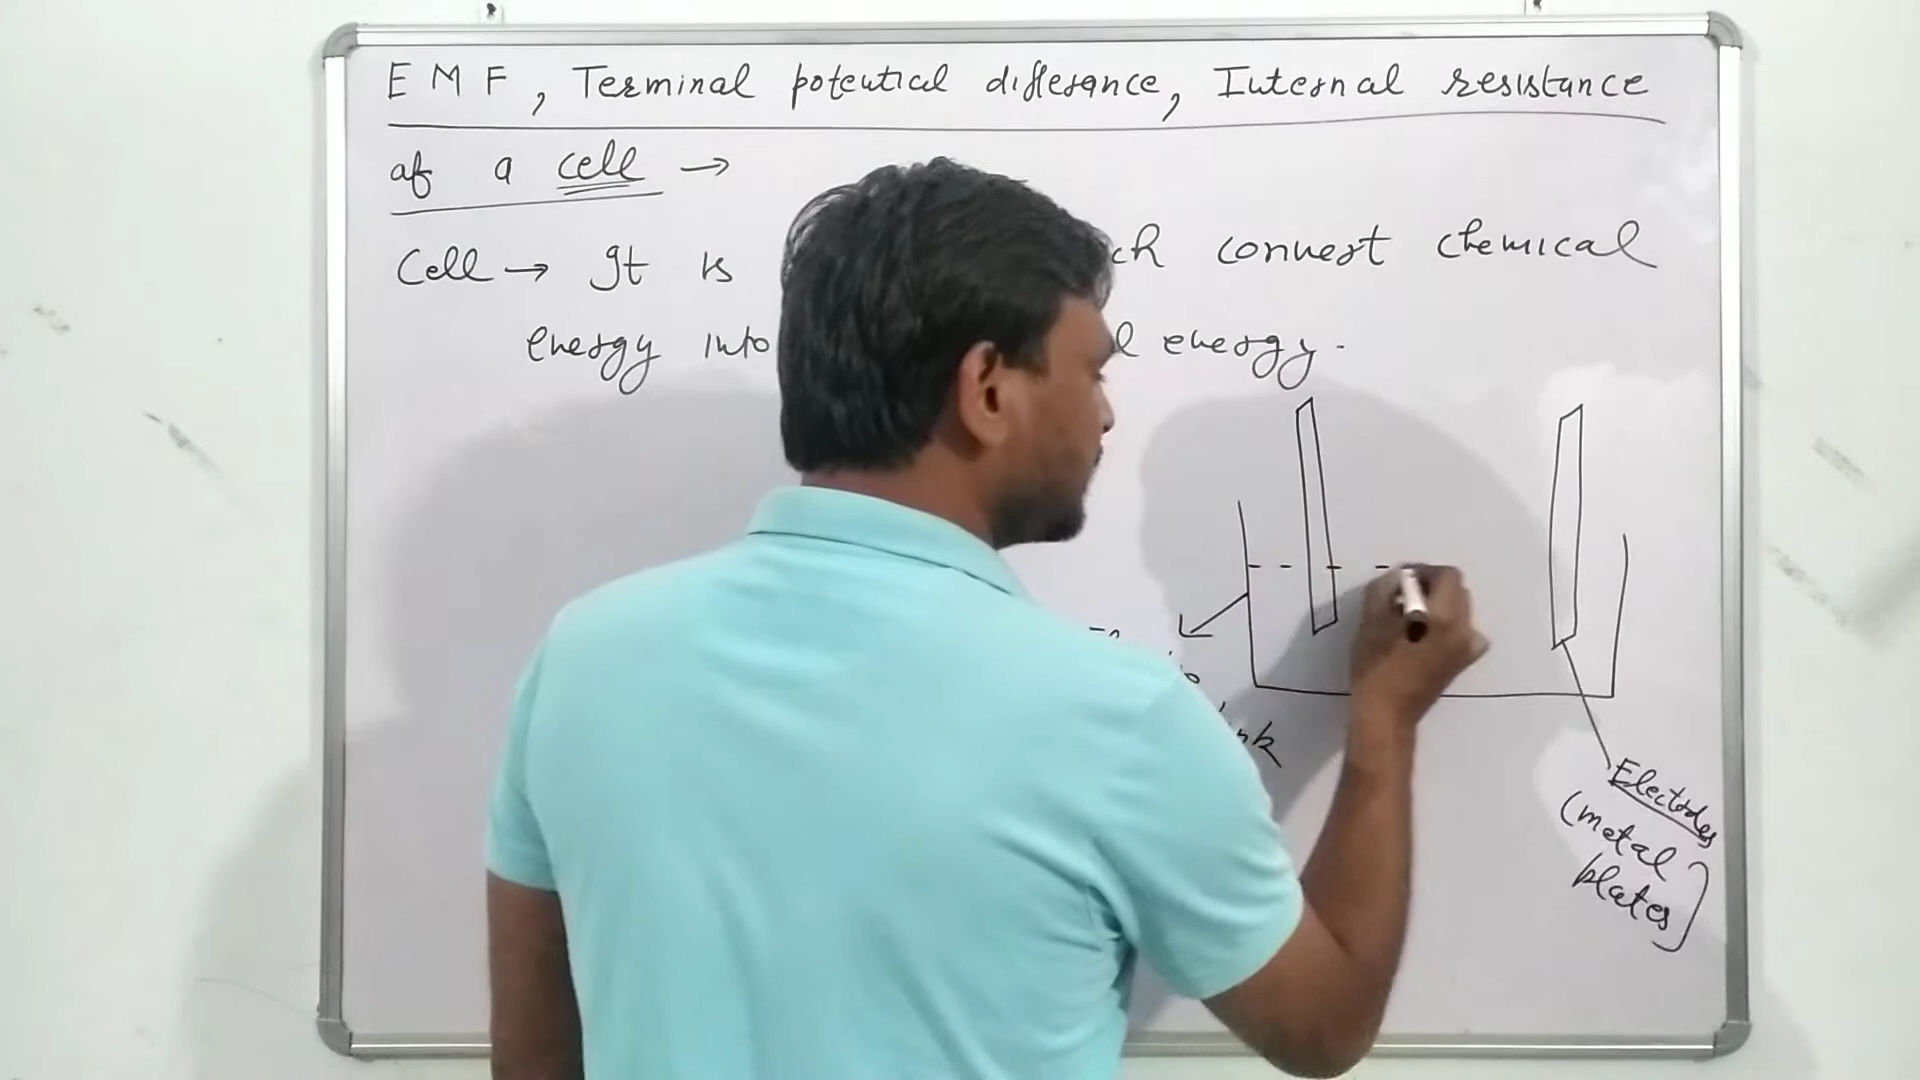 EMF, Terminal potential difference, Internal resistance
of a cell →
Cell → It is ch convert chemical
energy into l energy.
Electrodes
(metal
plates)